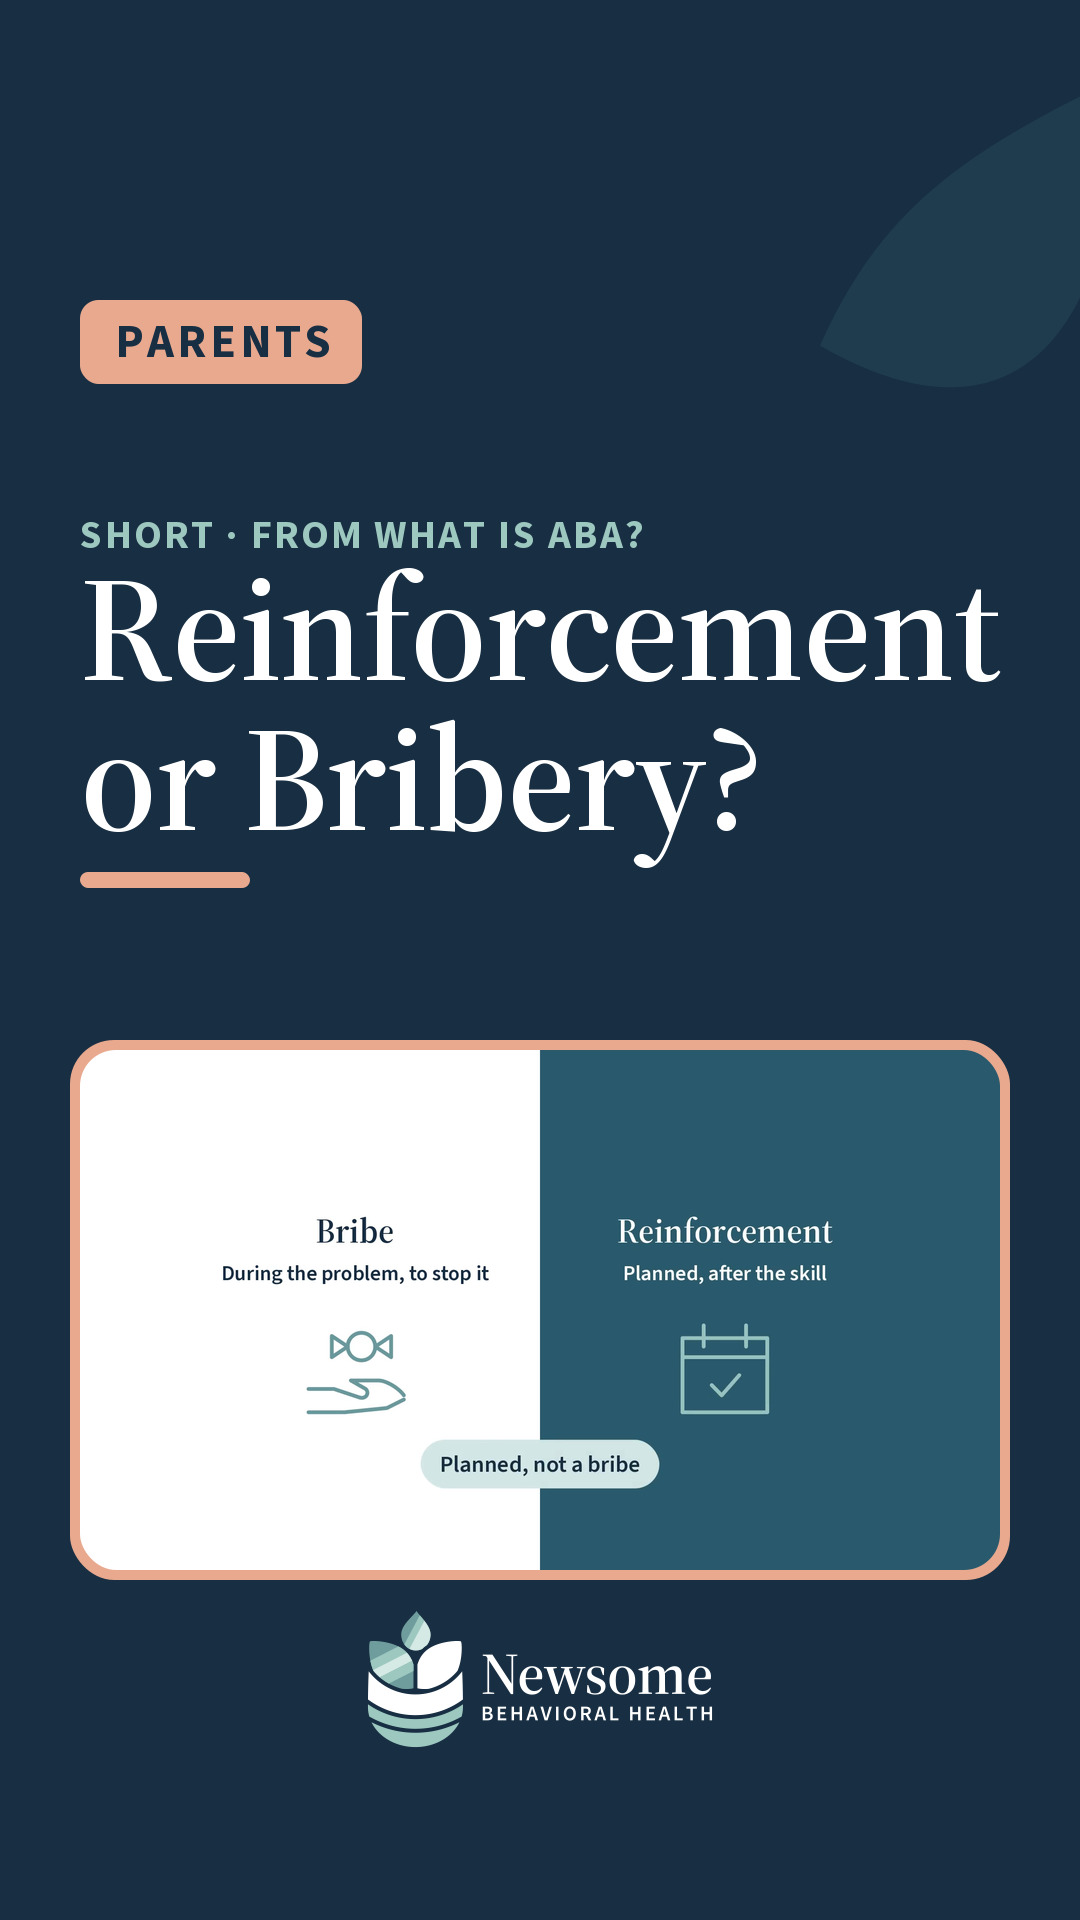 PARENTS
SHORT · FROM WHAT IS ABA?
Reinforcement
or Bribery?
Bribe
During the problem, to stop it
Reinforcement
Planned, after the skill
Planned, not a bribe
Newsome
BEHAVIORAL HEALTH